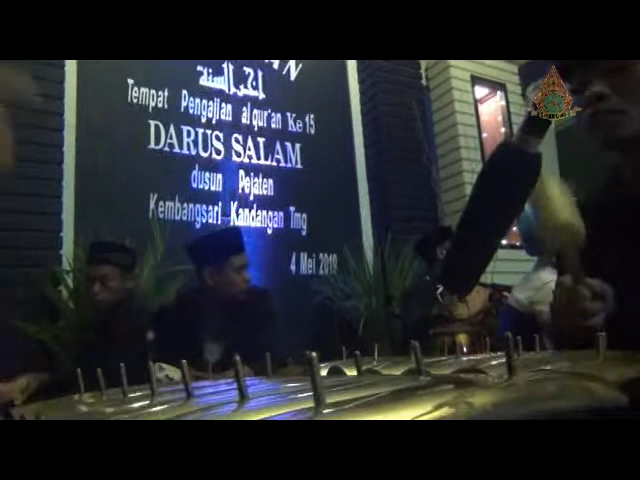 Tempat Pengajian al qur'an Ke 15
DARUS SALAM
dusun Pejaten
Kembangsari Kandangan Tmg
4 Mei 2019